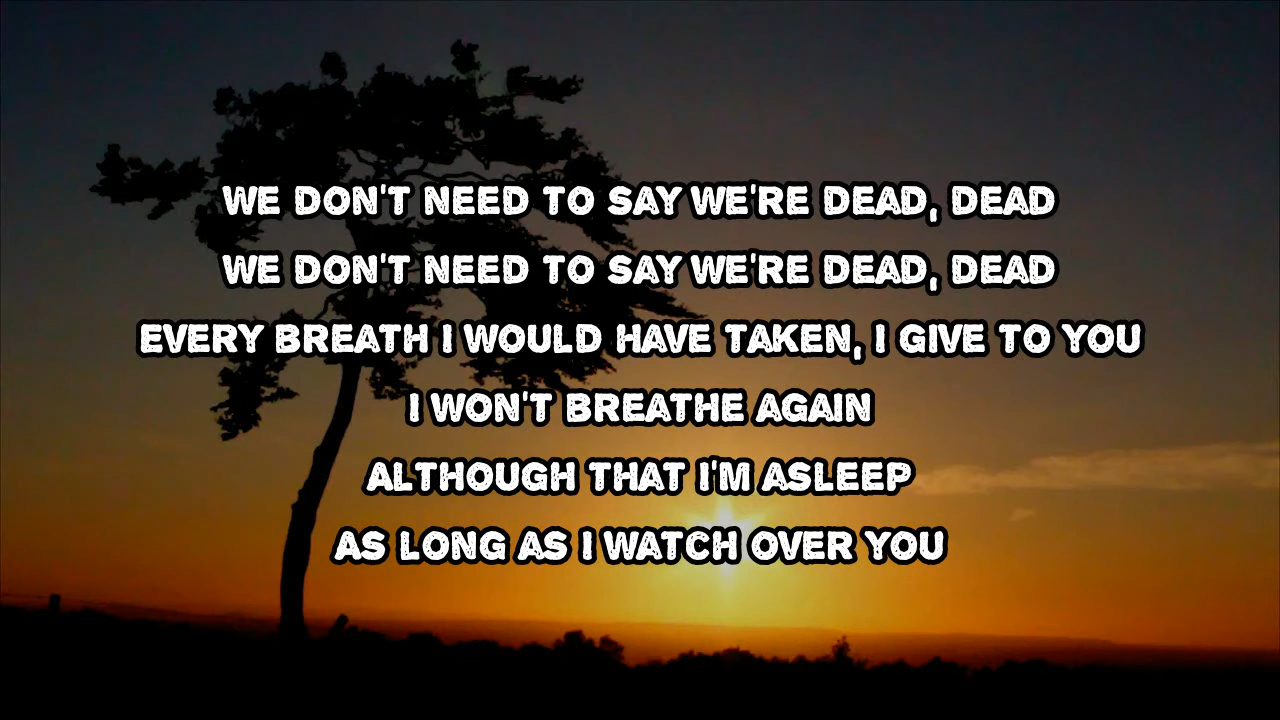 WE DON'T NEED TO SAY WE'RE DEAD, DEAD
WE DON'T NEED TO SAY WE'RE DEAD, DEAD
EVERY BREATH I WOULD HAVE TAKEN, I GIVE TO YOU
I WON'T BREATHE AGAIN
ALTHOUGH THAT I'M ASLEEP
AS LONG AS I WATCH OVER YOU